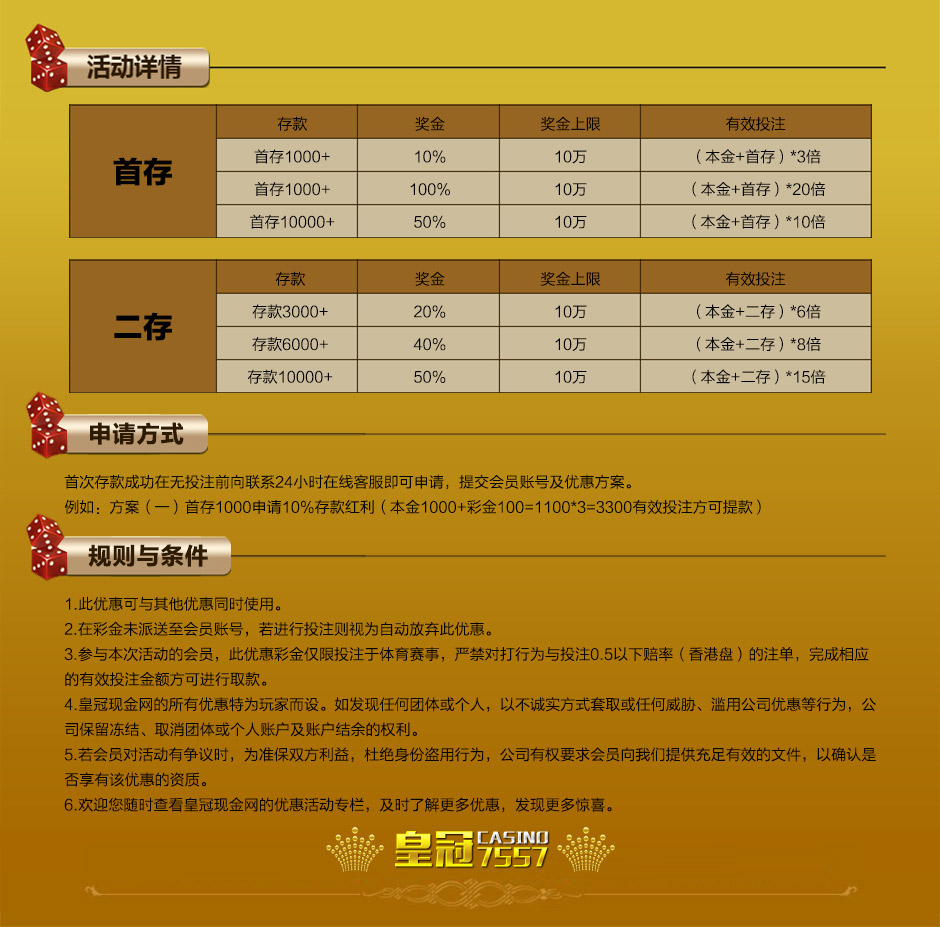 活动详情
首存
存款 奖金 奖金上限 有效投注
首存1000+ 10% 10万 （本金+首存）*3倍
首存1000+ 100% 10万 （本金+首存）*20倍
首存10000+ 50% 10万 （本金+首存）*10倍
二存
存款 奖金 奖金上限 有效投注
存款3000+ 20% 10万 （本金+二存）*6倍
存款6000+ 40% 10万 （本金+二存）*8倍
存款10000+ 50% 10万 （本金+二存）*15倍
申请方式
首次存款成功在无投注前向联系24小时在线客服即可申请，提交会员账号及优惠方案。
例如：方案（一）首存1000申请10%存款红利（本金1000+彩金100=1100*3=3300有效投注方可提款）
规则与条件
1.此优惠可与其他优惠同时使用。
2.在彩金未派送至会员账号，若进行投注则视为自动放弃此优惠。
3.参与本次活动的会员，此优惠彩金仅限投注于体育赛事，严禁对打行为与投注0.5以下赔率（香港盘）的注单，完成相应
的有效投注金额方可进行取款。
4.皇冠现金网的所有优惠特为玩家而设。如发现任何团体或个人，以不诚实方式套取或任何威胁、滥用公司优惠等行为，公
司保留冻结、取消团体或个人账户及账户结余的权利。
5.若会员对活动有争议时，为准保双方利益，杜绝身份盗用行为，公司有权要求会员向我们提供充足有效的文件，以确认是
否享有该优惠的资质。
6.欢迎您随时查看皇冠现金网的优惠活动专栏，及时了解更多优惠，发现更多惊喜。
皇冠 CASINO
7557